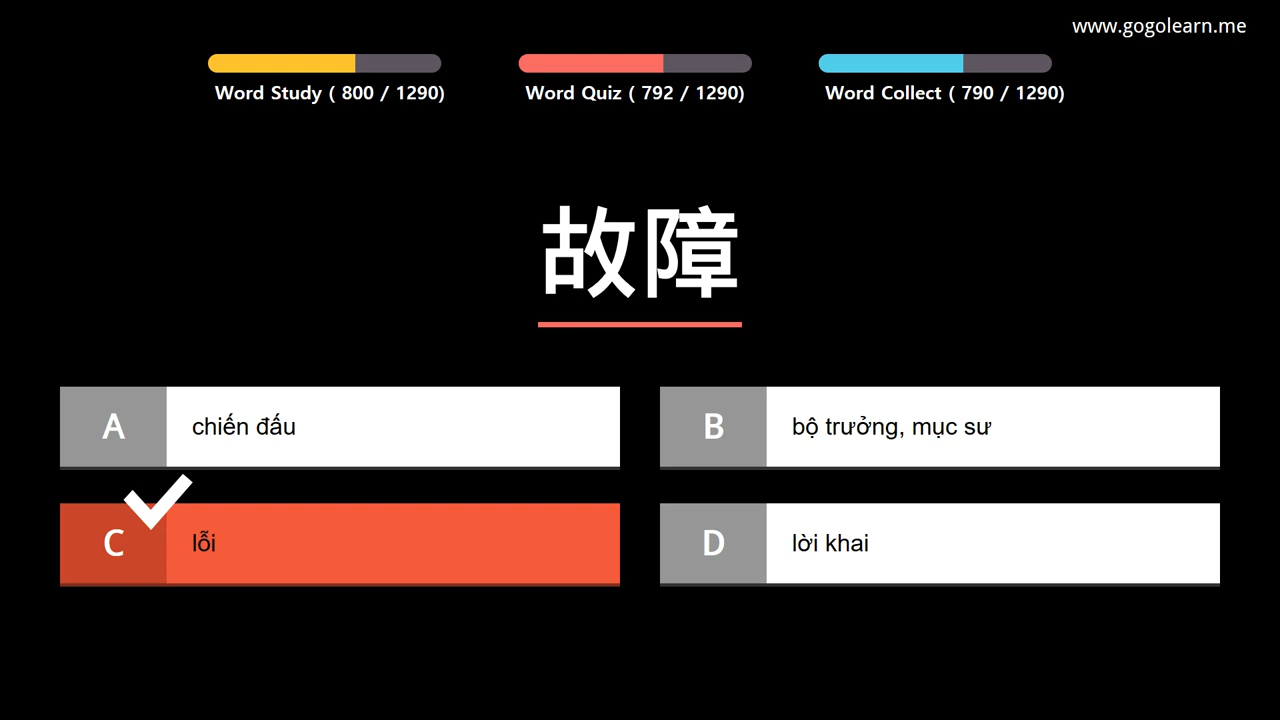 www.gogolearn.me
Word Study ( 800 / 1290)
Word Quiz ( 792 / 1290)
Word Collect ( 790 / 1290)
故障
A
chiến đấu
B
bộ trưởng, mục sư
C
lỗi
D
lời khai